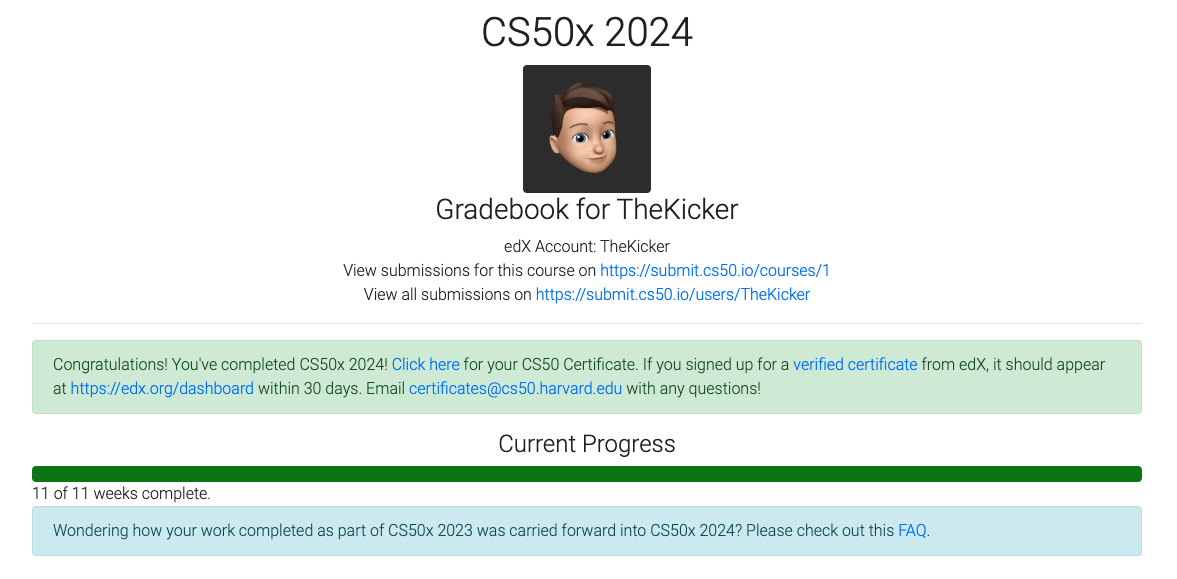 CS50x 2024
Gradebook for TheKicker
edX Account: TheKicker
View submissions for this course on https://submit.cs50.io/courses/1
View all submissions on https://submit.cs50.io/users/TheKicker
Congratulations! You've completed CS50x 2024! Click here for your CS50 Certificate. If you signed up for a verified certificate from edX, it should appear
at https://edx.org/dashboard within 30 days. Email certificates@cs50.harvard.edu with any questions!
Current Progress
11 of 11 weeks complete.
Wondering how your work completed as part of CS50x 2023 was carried forward into CS50x 2024? Please check out this FAQ.